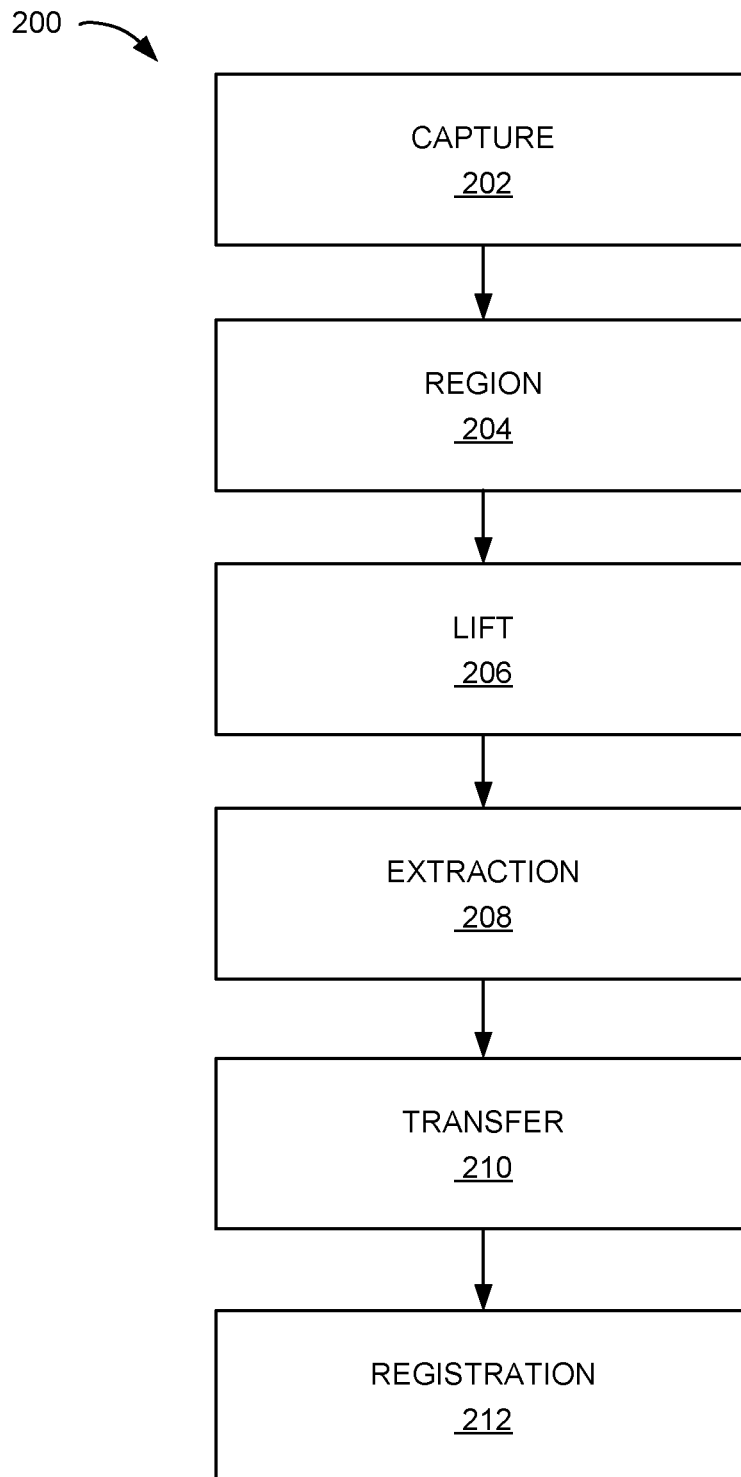 200
CAPTURE
202
REGION
204
LIFT
206
EXTRACTION
208
TRANSFER
210
REGISTRATION
212